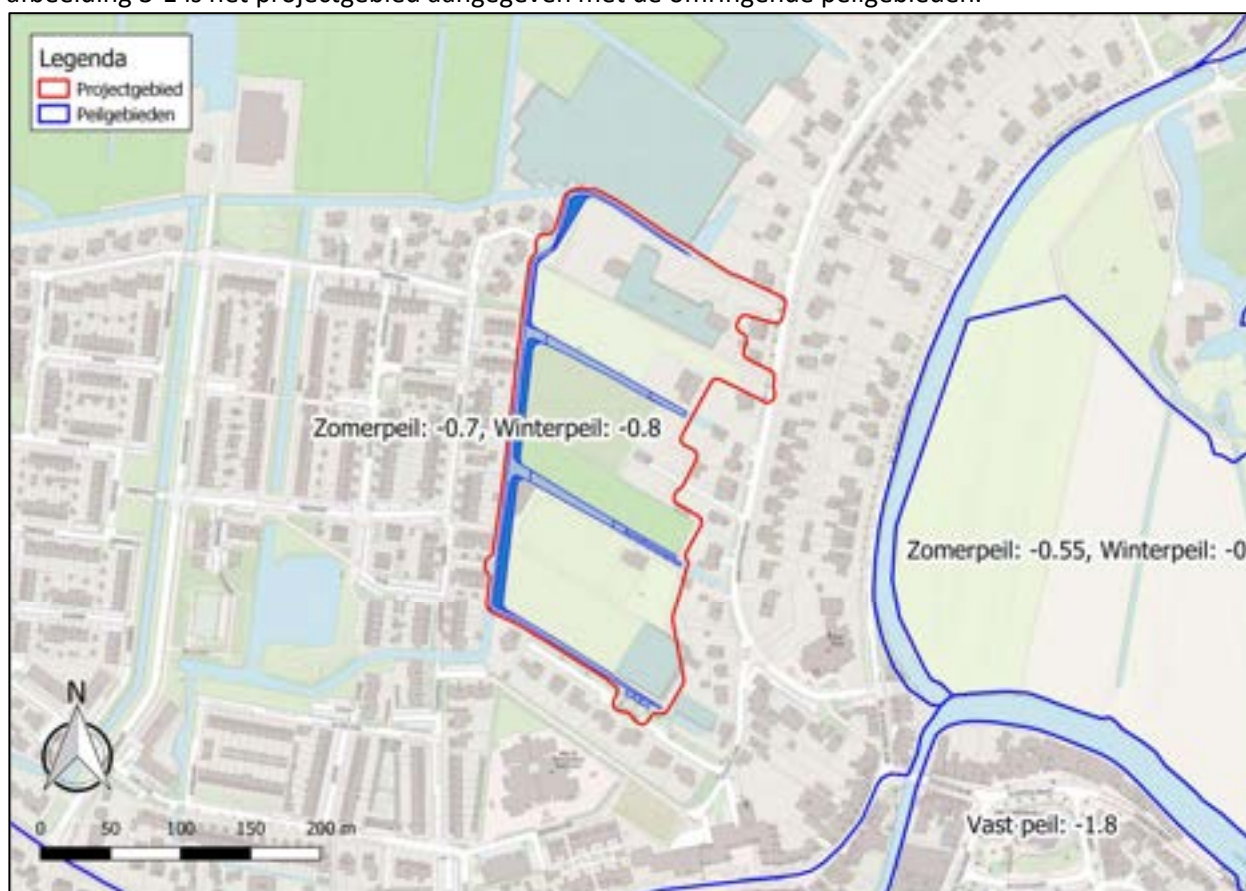 afbeelding 3-1 is het projectgebied aangegeven met de omringende peilgebieden.
Legenda
Projectgebied
Peilgebieden
Zomerpeil: -0.7, Winterpeil: -0.8
Zomerpeil: -0.55, Winterpeil: -0
Vast peil: -1.8
N
0 50 100 150 200 m